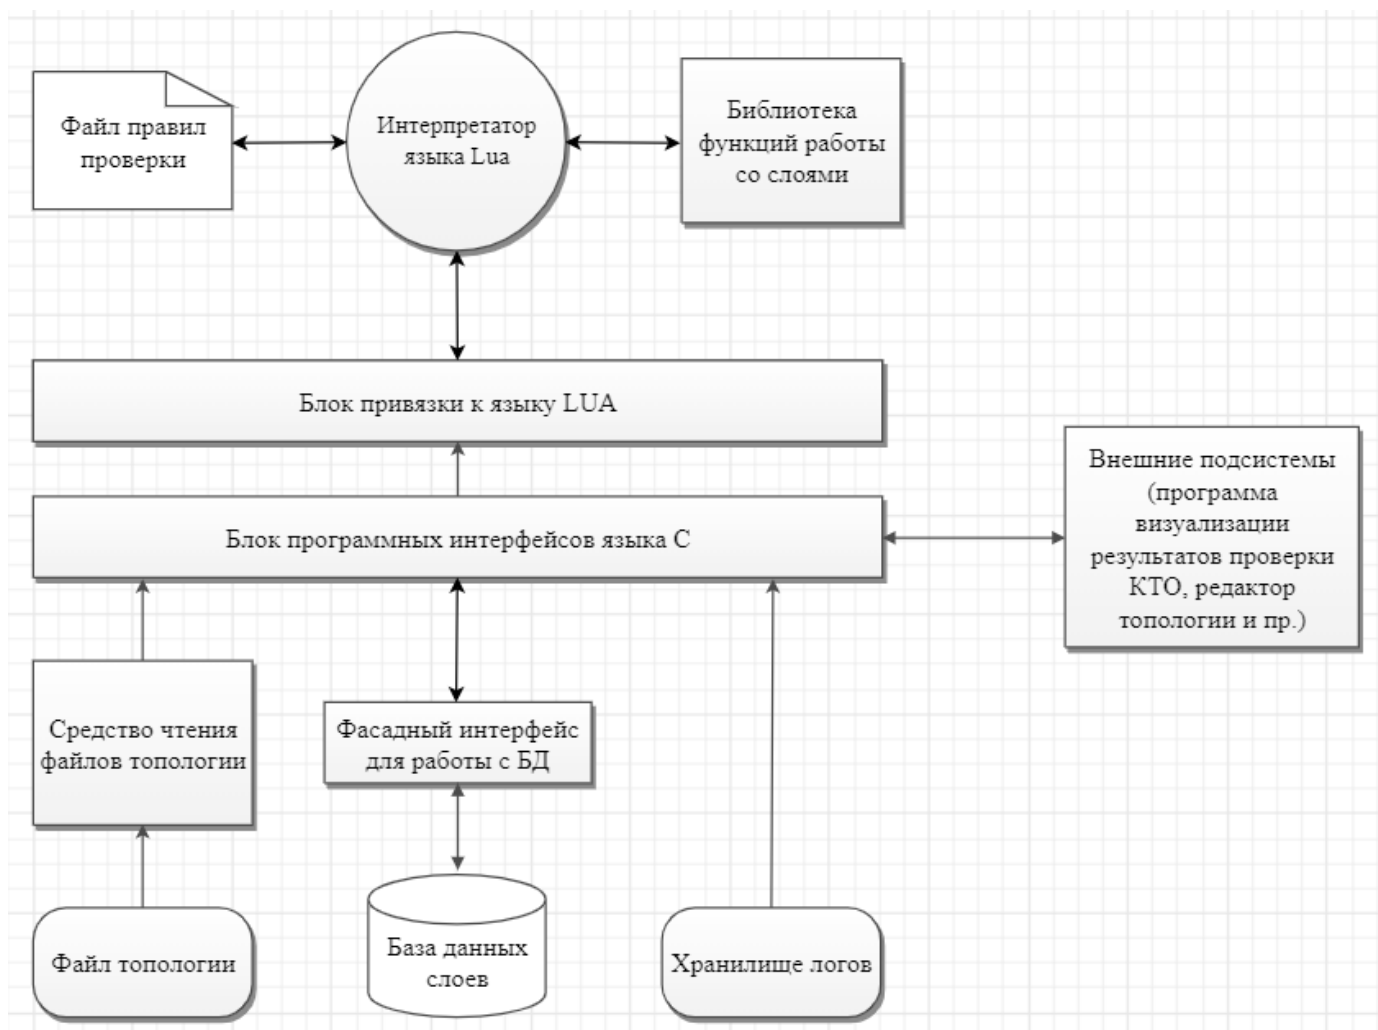 Файл правил
проверки
Интерпретатор
языка Lua
Библиотека
функций работы
со слоями
Блок привязки к языку LUA
Блок программных интерфейсов языка C
Внешние подсистемы
(программа
визуализации
результатов проверки
КТО, редактор
топологии и пр.)
Средство чтения
файлов топологии
Фасадный интерфейс
для работы с БД
Файл топологии
База данных
слоев
Хранилище логов